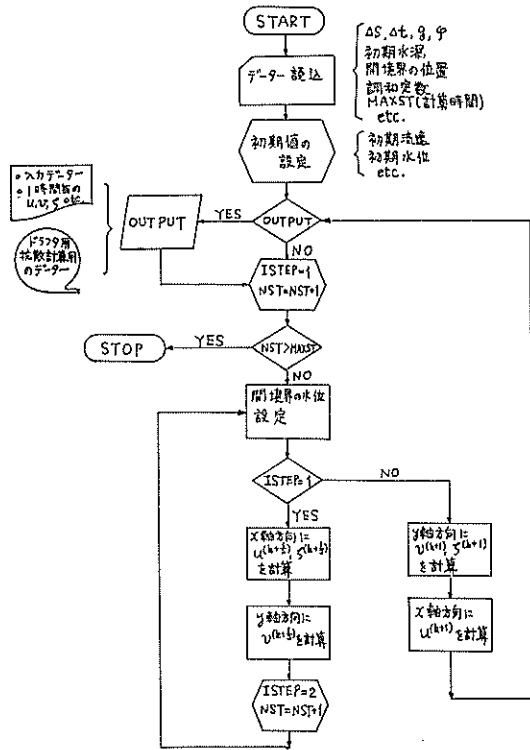 START
データー 読込
ΔS, Δt, g, φ
初期水深
開境界の位置
調和定数
MAXST(計算時間)
etc.
初期値の
設定
初期流速
初期水位
etc.
入力データー
1時間毎の
u, v, ζ etc.
ドラフタ用
拡散計算用
のデーター
OUTPUT
YES
OUTPUT
NO
ISTEP=1
NST=NST+1
STOP
YES
NST>MAXST
NO
開境界の水位
設定
ISTEP=1
NO
YES
x軸方向に
u(k+½), ζ(k+½)
を計算
y軸方向に
v(k+½)を計算
ISTEP=2
NST=NST+1
y軸方向に
v(k+1), ζ(k+1)
を計算
x軸方向に
u(k+1)を計算